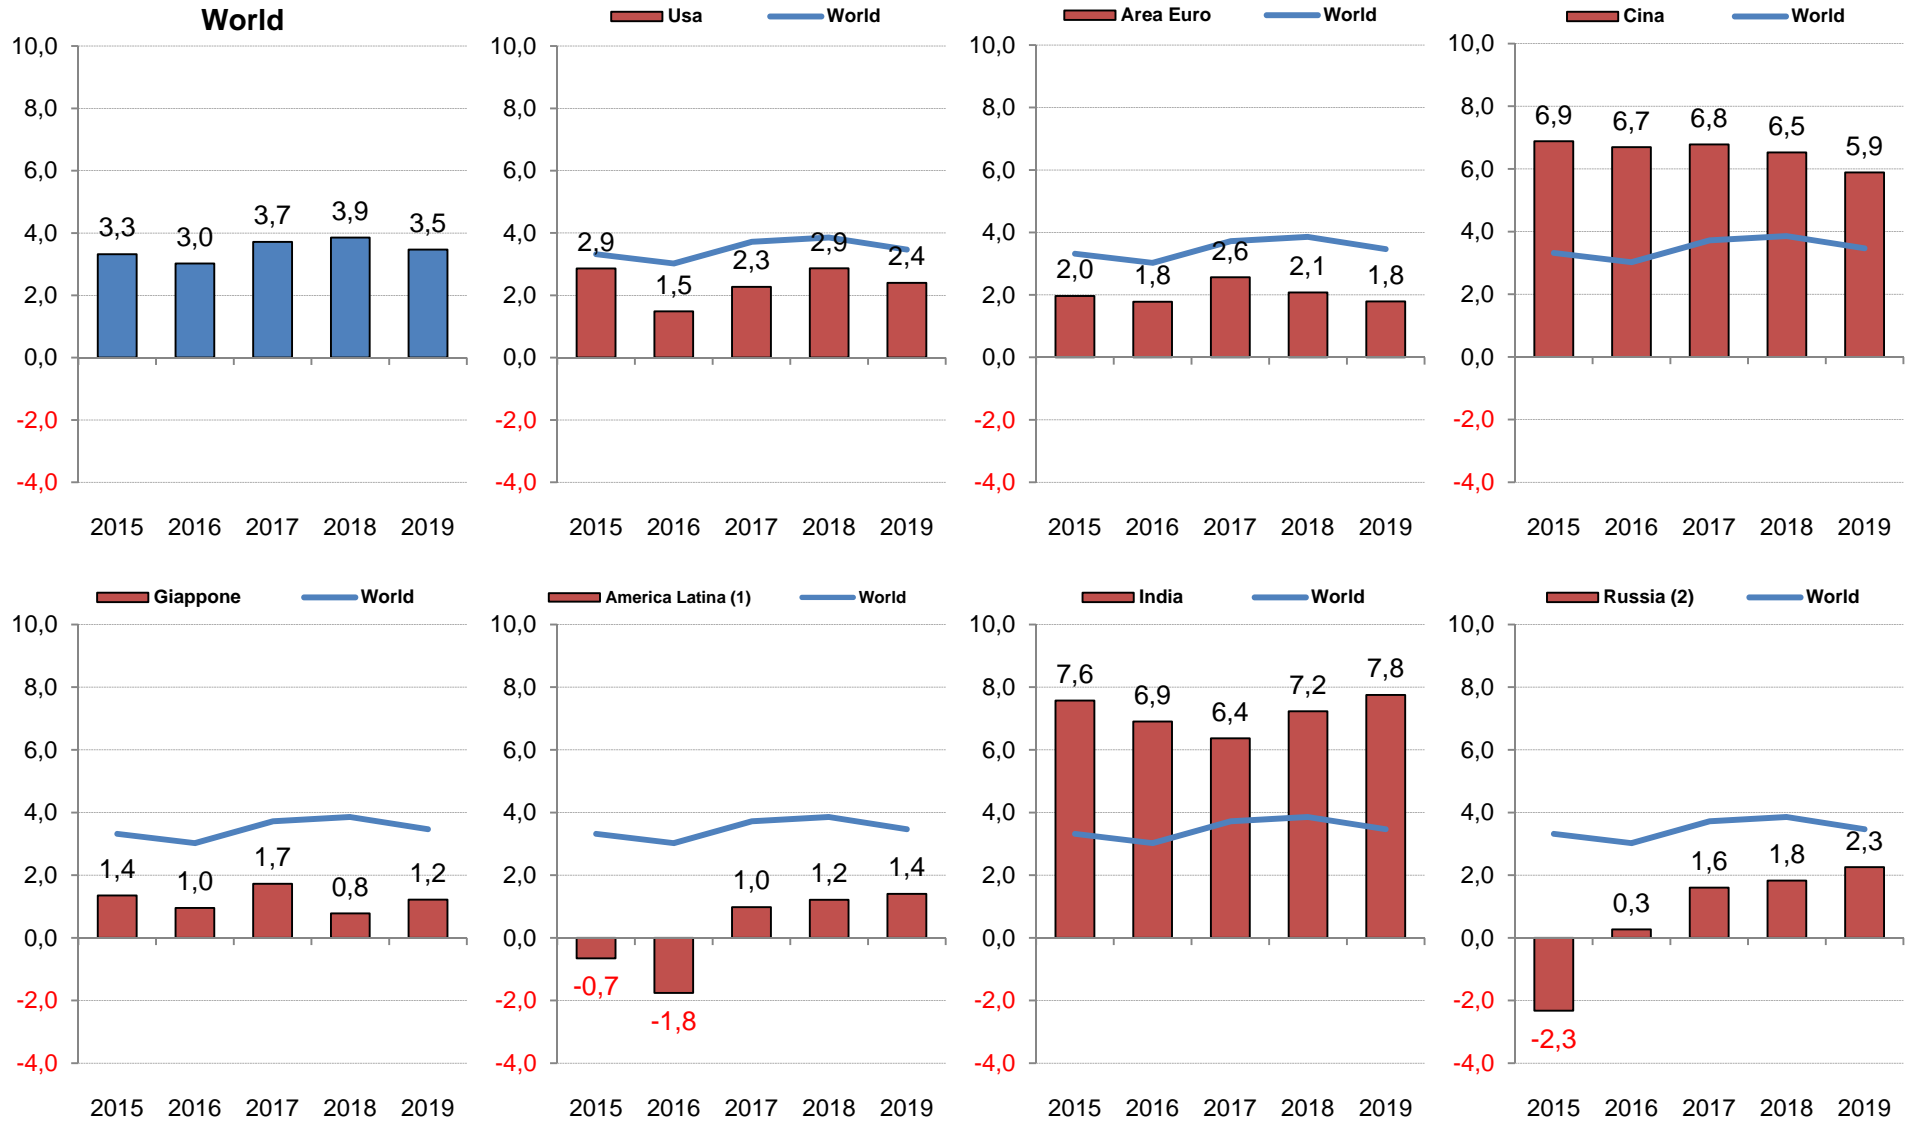 World
10,0
8,0
6,0
4,0
2,0
0,0
-2,0
-4,0
3,3 3,0 3,7 3,9 3,5
2015 2016 2017 2018 2019
Usa World
10,0
8,0
6,0
4,0
2,0
0,0
-2,0
-4,0
2,9 1,5 2,3 2,9 2,4
2015 2016 2017 2018 2019
Area Euro World
10,0
8,0
6,0
4,0
2,0
0,0
-2,0
-4,0
2,0 1,8 2,6 2,1 1,8
2015 2016 2017 2018 2019
Cina World
10,0
8,0
6,0
4,0
2,0
0,0
-2,0
-4,0
6,9 6,7 6,8 6,5 5,9
2015 2016 2017 2018 2019
Giappone World
10,0
8,0
6,0
4,0
2,0
0,0
-2,0
-4,0
1,4 1,0 1,7 0,8 1,2
2015 2016 2017 2018 2019
America Latina (1) World
10,0
8,0
6,0
4,0
2,0
0,0
-2,0
-4,0
-0,7 -1,8 1,0 1,2 1,4
2015 2016 2017 2018 2019
India World
10,0
8,0
6,0
4,0
2,0
0,0
-2,0
-4,0
7,6 6,9 6,4 7,2 7,8
2015 2016 2017 2018 2019
Russia (2) World
10,0
8,0
6,0
4,0
2,0
0,0
-2,0
-4,0
-2,3 0,3 1,6 1,8 2,3
2015 2016 2017 2018 2019